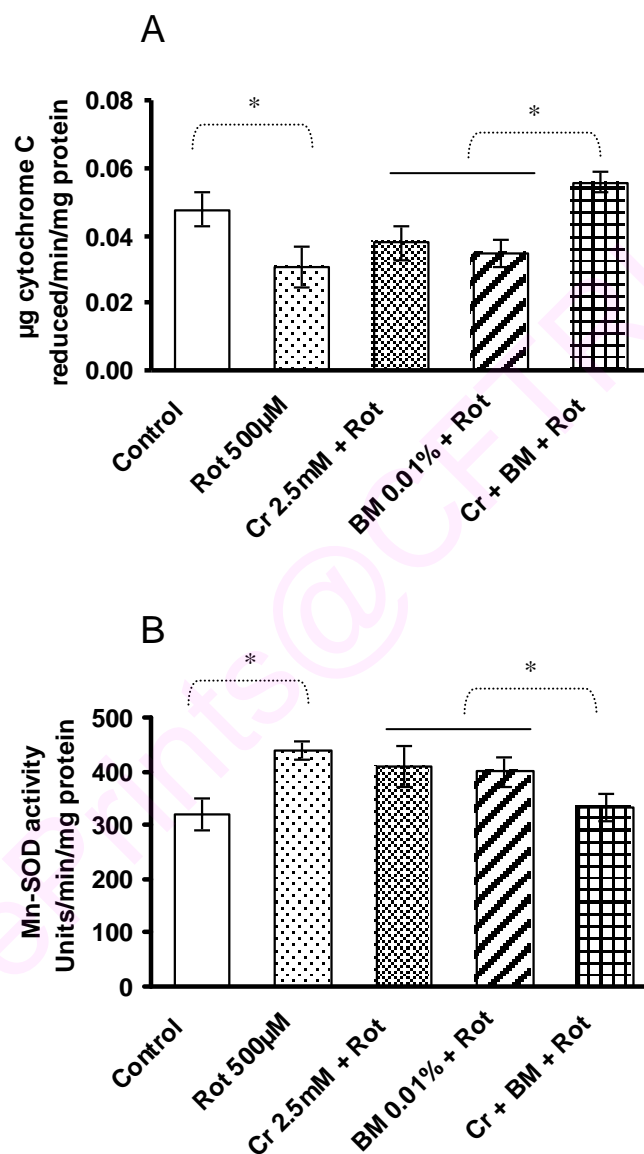 A
µg cytochrome C
reduced/min/mg protein
0.08
0.06
0.04
0.02
0.00
*
*
Control
Rot 500µM
Cr 2.5mM + Rot
BM 0.01% + Rot
Cr + BM + Rot
B
Mn-SOD activity
Units/min/mg protein
500
400
300
200
100
0
*
*
Control
Rot 500µM
Cr 2.5mM + Rot
BM 0.01% + Rot
Cr + BM + Rot